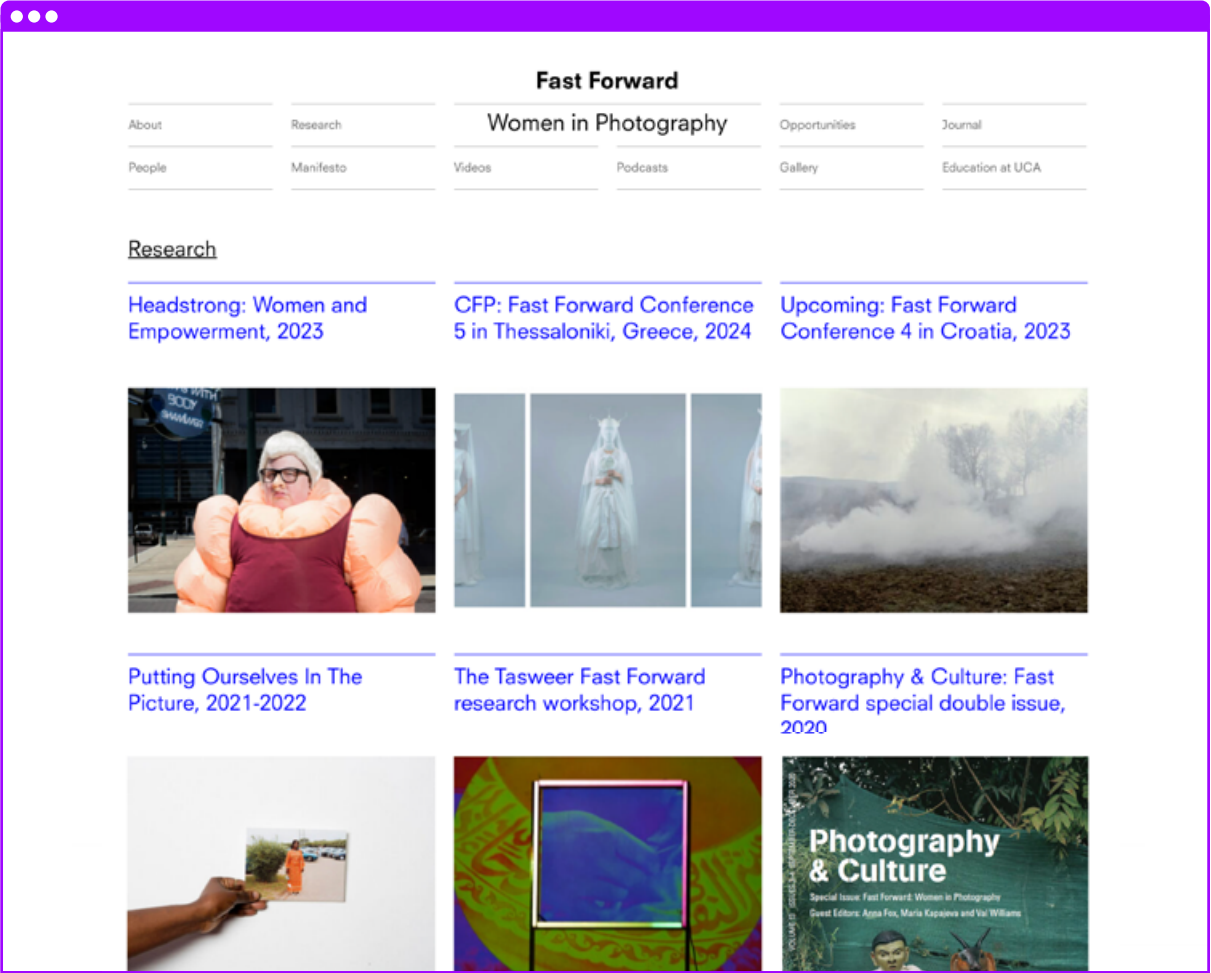 Fast Forward
About
Research
Women in Photography
Opportunities
Journal
People
Manifesto
Videos
Podcasts
Gallery
Education at UCA
Research
Headstrong: Women and
Empowerment, 2023
CFP: Fast Forward Conference
5 in Thessaloniki, Greece, 2024
Upcoming: Fast Forward
Conference 4 in Croatia, 2023
BODY
Putting Ourselves In The
Picture, 2021-2022
The Tasweer Fast Forward
research workshop, 2021
Photography & Culture: Fast
Forward special double issue,
2020
Photography
& Culture
Special Issue: Fast Forward: Women in Photography
Guest Editors: Anna Fox, Maria Kapajeva and Val Williams